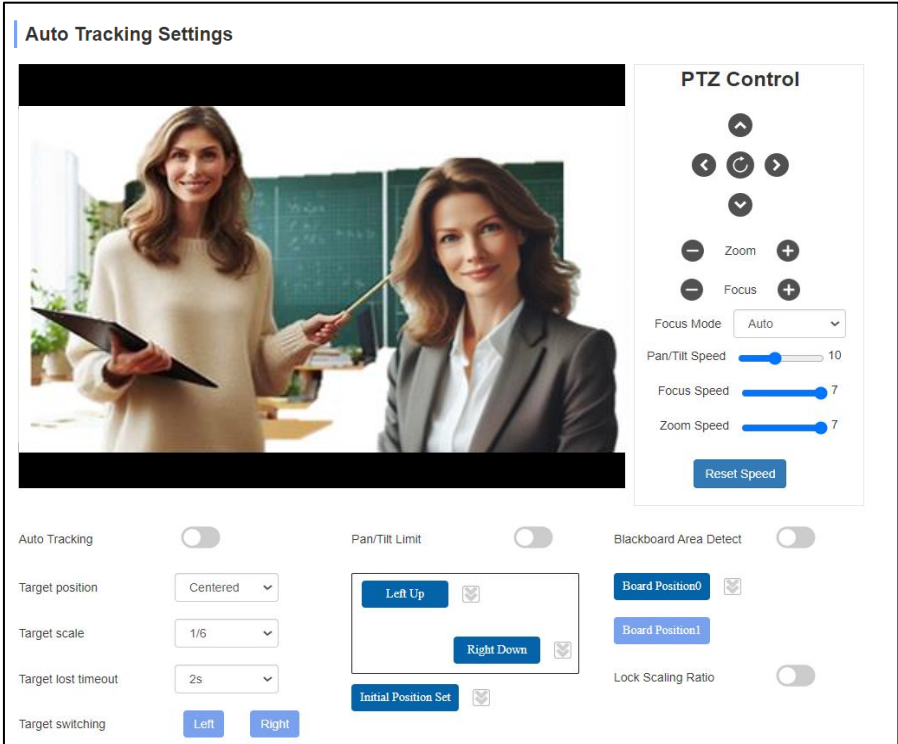 Auto Tracking Settings
PTZ Control
Zoom
Focus
Focus Mode Auto
Pan/Tilt Speed 10
Focus Speed 7
Zoom Speed 7
Reset Speed
Auto Tracking
Target position Centered
Target scale 1/6
Target lost timeout 2s
Target switching Left Right
Pan/Tilt Limit
Left Up
Right Down
Initial Position Set
Blackboard Area Detect
Board Position0
Board Position1
Lock Scaling Ratio